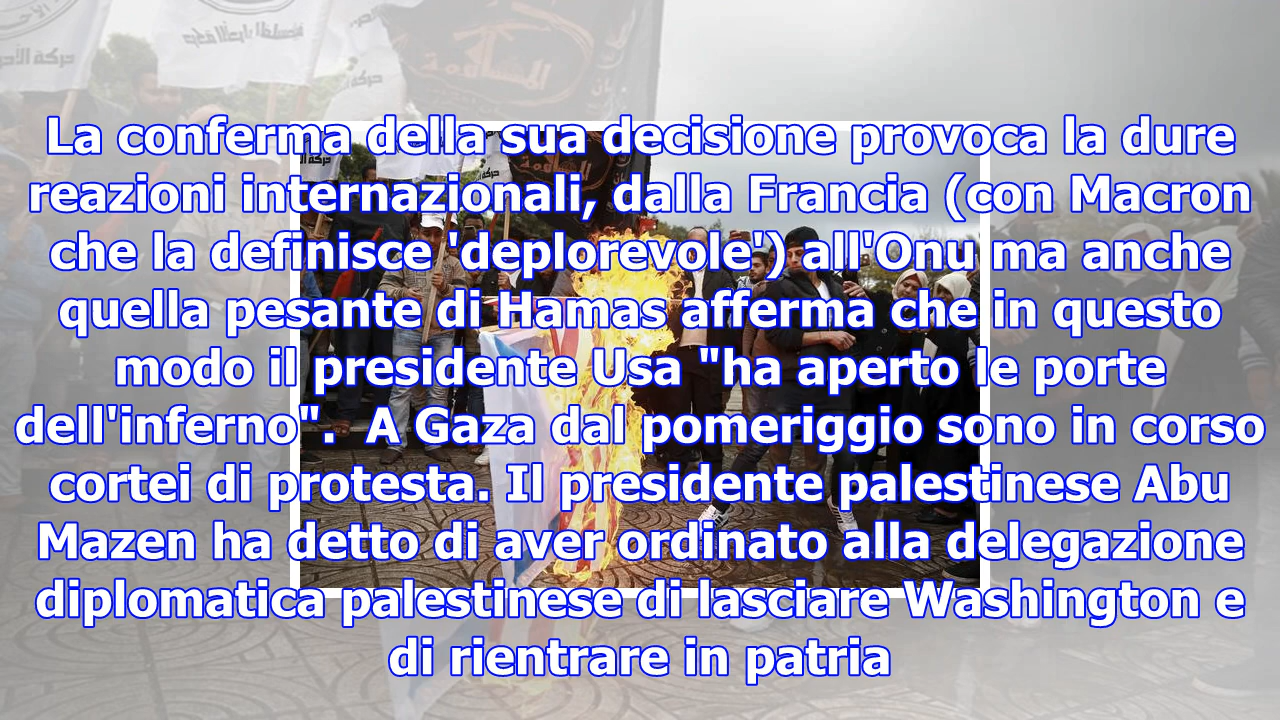 La conferma della sua decisione provoca la dure
reazioni internazionali, dalla Francia (con Macron
che la definisce 'deplorevole') all'Onu ma anche
quella pesante di Hamas afferma che in questo
modo il presidente Usa "ha aperto le porte
dell'inferno".  A Gaza dal pomeriggio sono in corso
cortei di protesta. Il presidente palestinese Abu
Mazen ha detto di aver ordinato alla delegazione
diplomatica palestinese di lasciare Washington e
di rientrare in patria